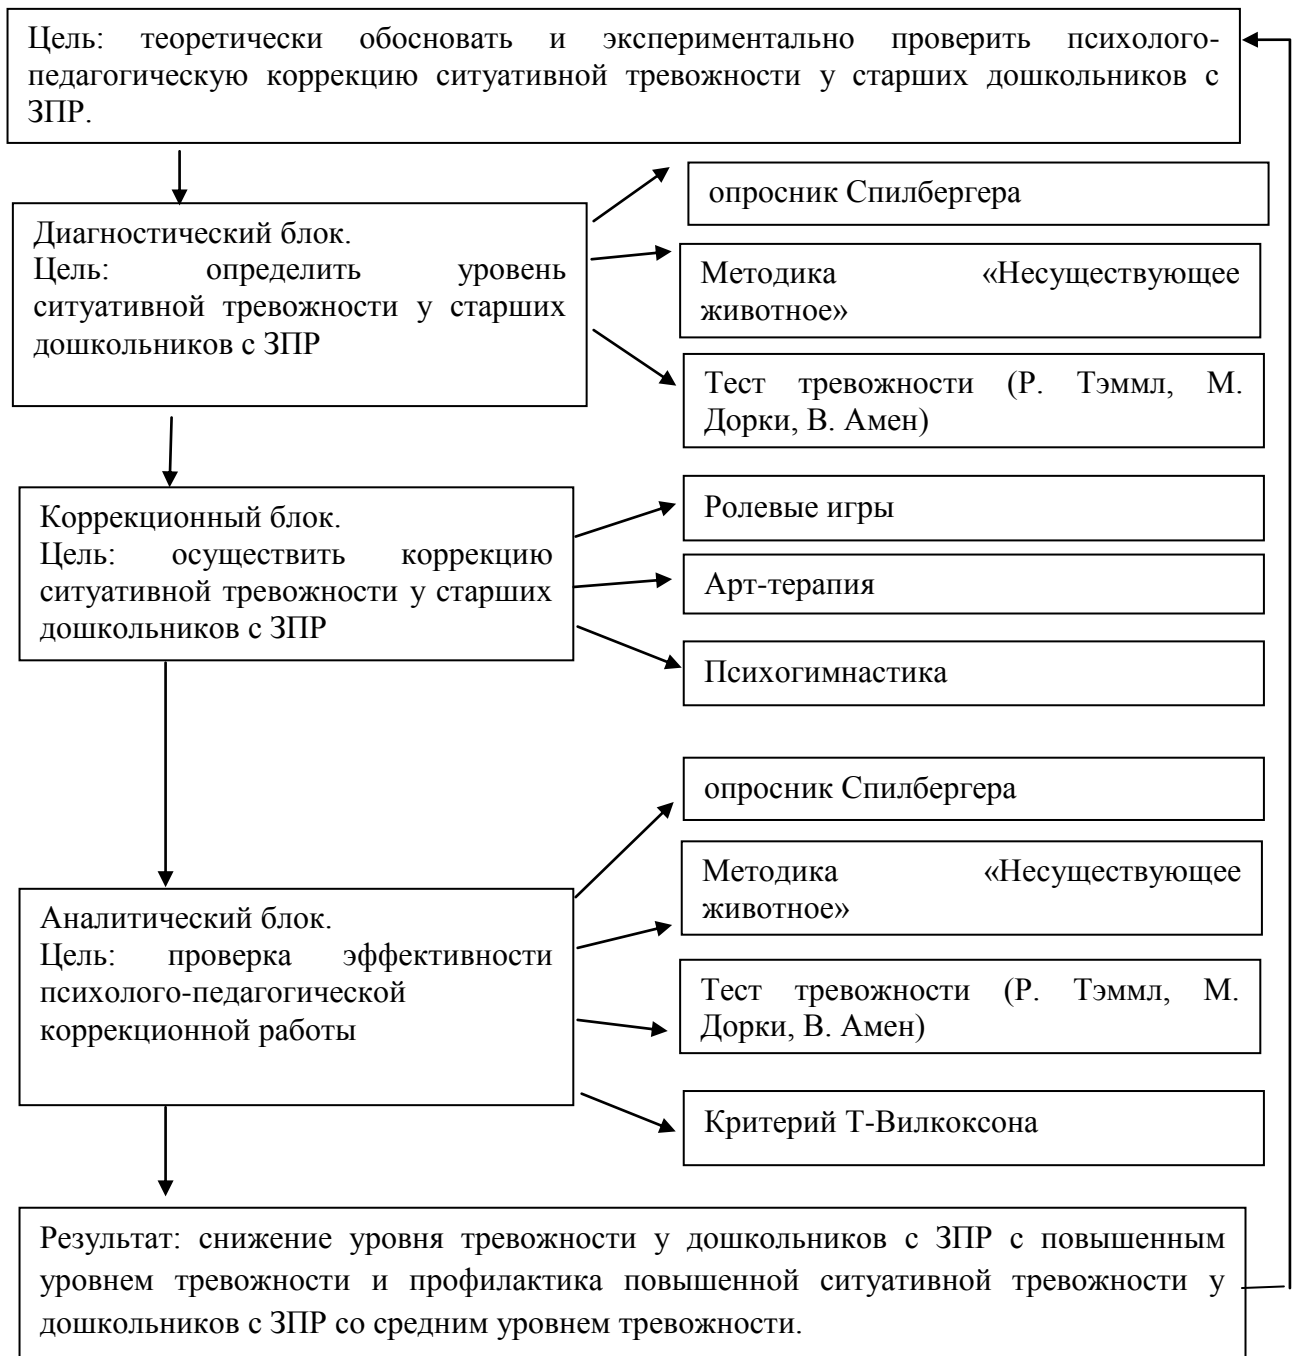 Цель: теоретически обосновать и экспериментально проверить психолого-
педагогическую коррекцию ситуативной тревожности у старших дошкольников с
ЗПР.
Диагностический блок.
Цель: определить уровень
ситуативной тревожности у старших
дошкольников с ЗПР
опросник Спилбергера
Методика «Несуществующее
животное»
Тест тревожности (Р. Тэммл, М.
Дорки, В. Амен)
Коррекционный блок.
Цель: осуществить коррекцию
ситуативной тревожности у старших
дошкольников с ЗПР
Ролевые игры
Арт-терапия
Психогимнастика
Аналитический блок.
Цель: проверка эффективности
психолого-педагогической
коррекционной работы
опросник Спилбергера
Методика «Несуществующее
животное»
Тест тревожности (Р. Тэммл, М.
Дорки, В. Амен)
Критерий Т-Вилкоксона
Результат: снижение уровня тревожности у дошкольников с ЗПР с повышенным
уровнем тревожности и профилактика повышенной ситуативной тревожности у
дошкольников с ЗПР со средним уровнем тревожности.